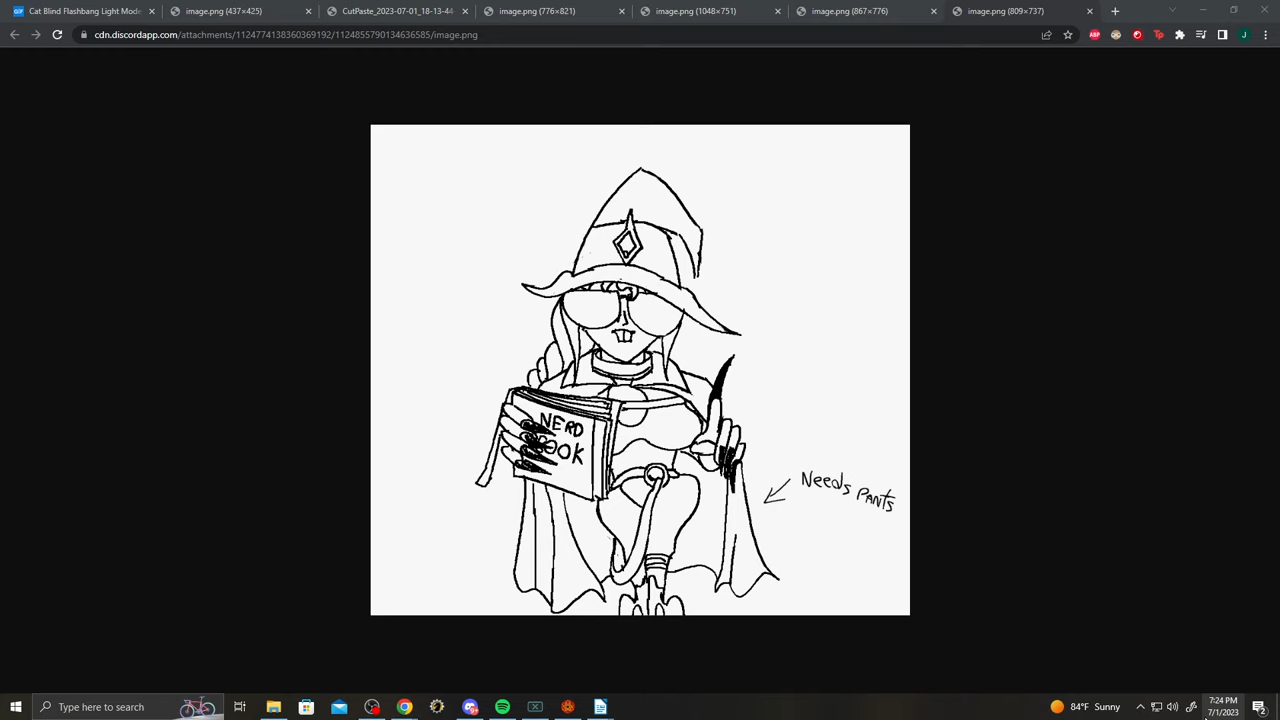 Cat Blind Flashbang Light Mode
image.png (437×425)
CutPaste_2023-07-01_18-13-44
image.png (776×821)
image.png (1048×751)
image.png (867×776)
image.png (809×737)
cdn.discordapp.com/attachments/1124774138360369192/1124855790134636585/image.png
NERD
BOOK
Needs Pants
Type here to search
84°F Sunny
7:24 PM
7/1/2023